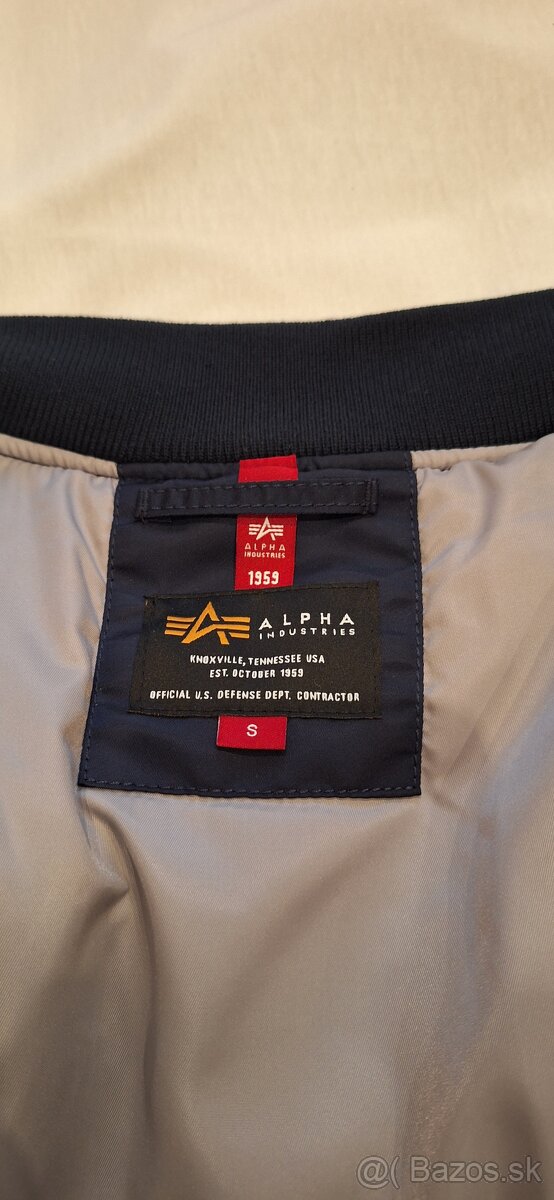 ALPHA
INDUSTRIES
1959
ALPHA
INDUSTRIES
KNOXVILLE, TENNESSEE USA
EST. OCTOBER 1959
OFFICIAL U.S. DEFENSE DEPT. CONTRACTOR
S
@( Bazos.sk